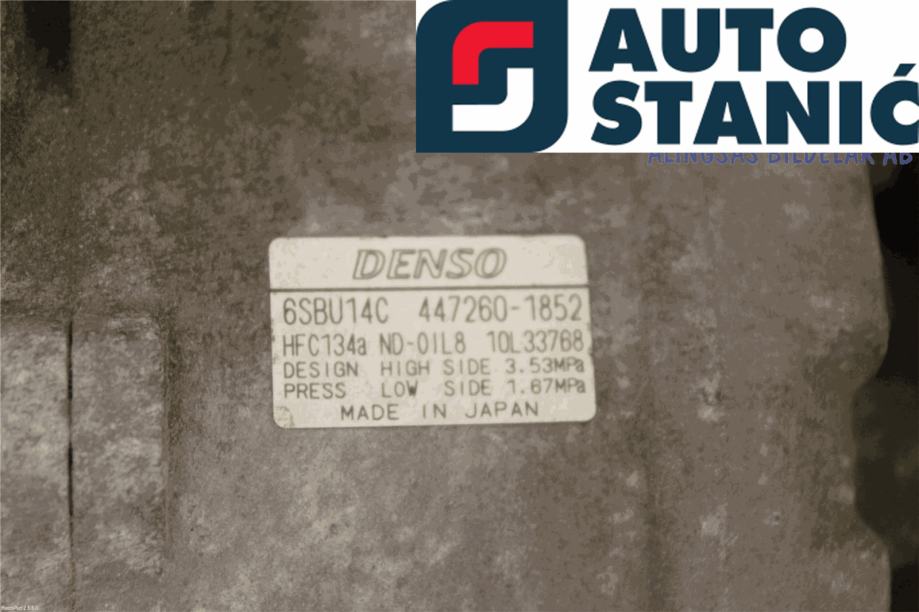 AUTO
STANIĆ
ALINGSÅS BILDELAR AB
DENSO
6SBU14C 447260-1852
HFC134a ND-OIL8 10L33768
DESIGN HIGH SIDE 3.53MPa
PRESS LOW SIDE 1.67MPa
MADE IN JAPAN